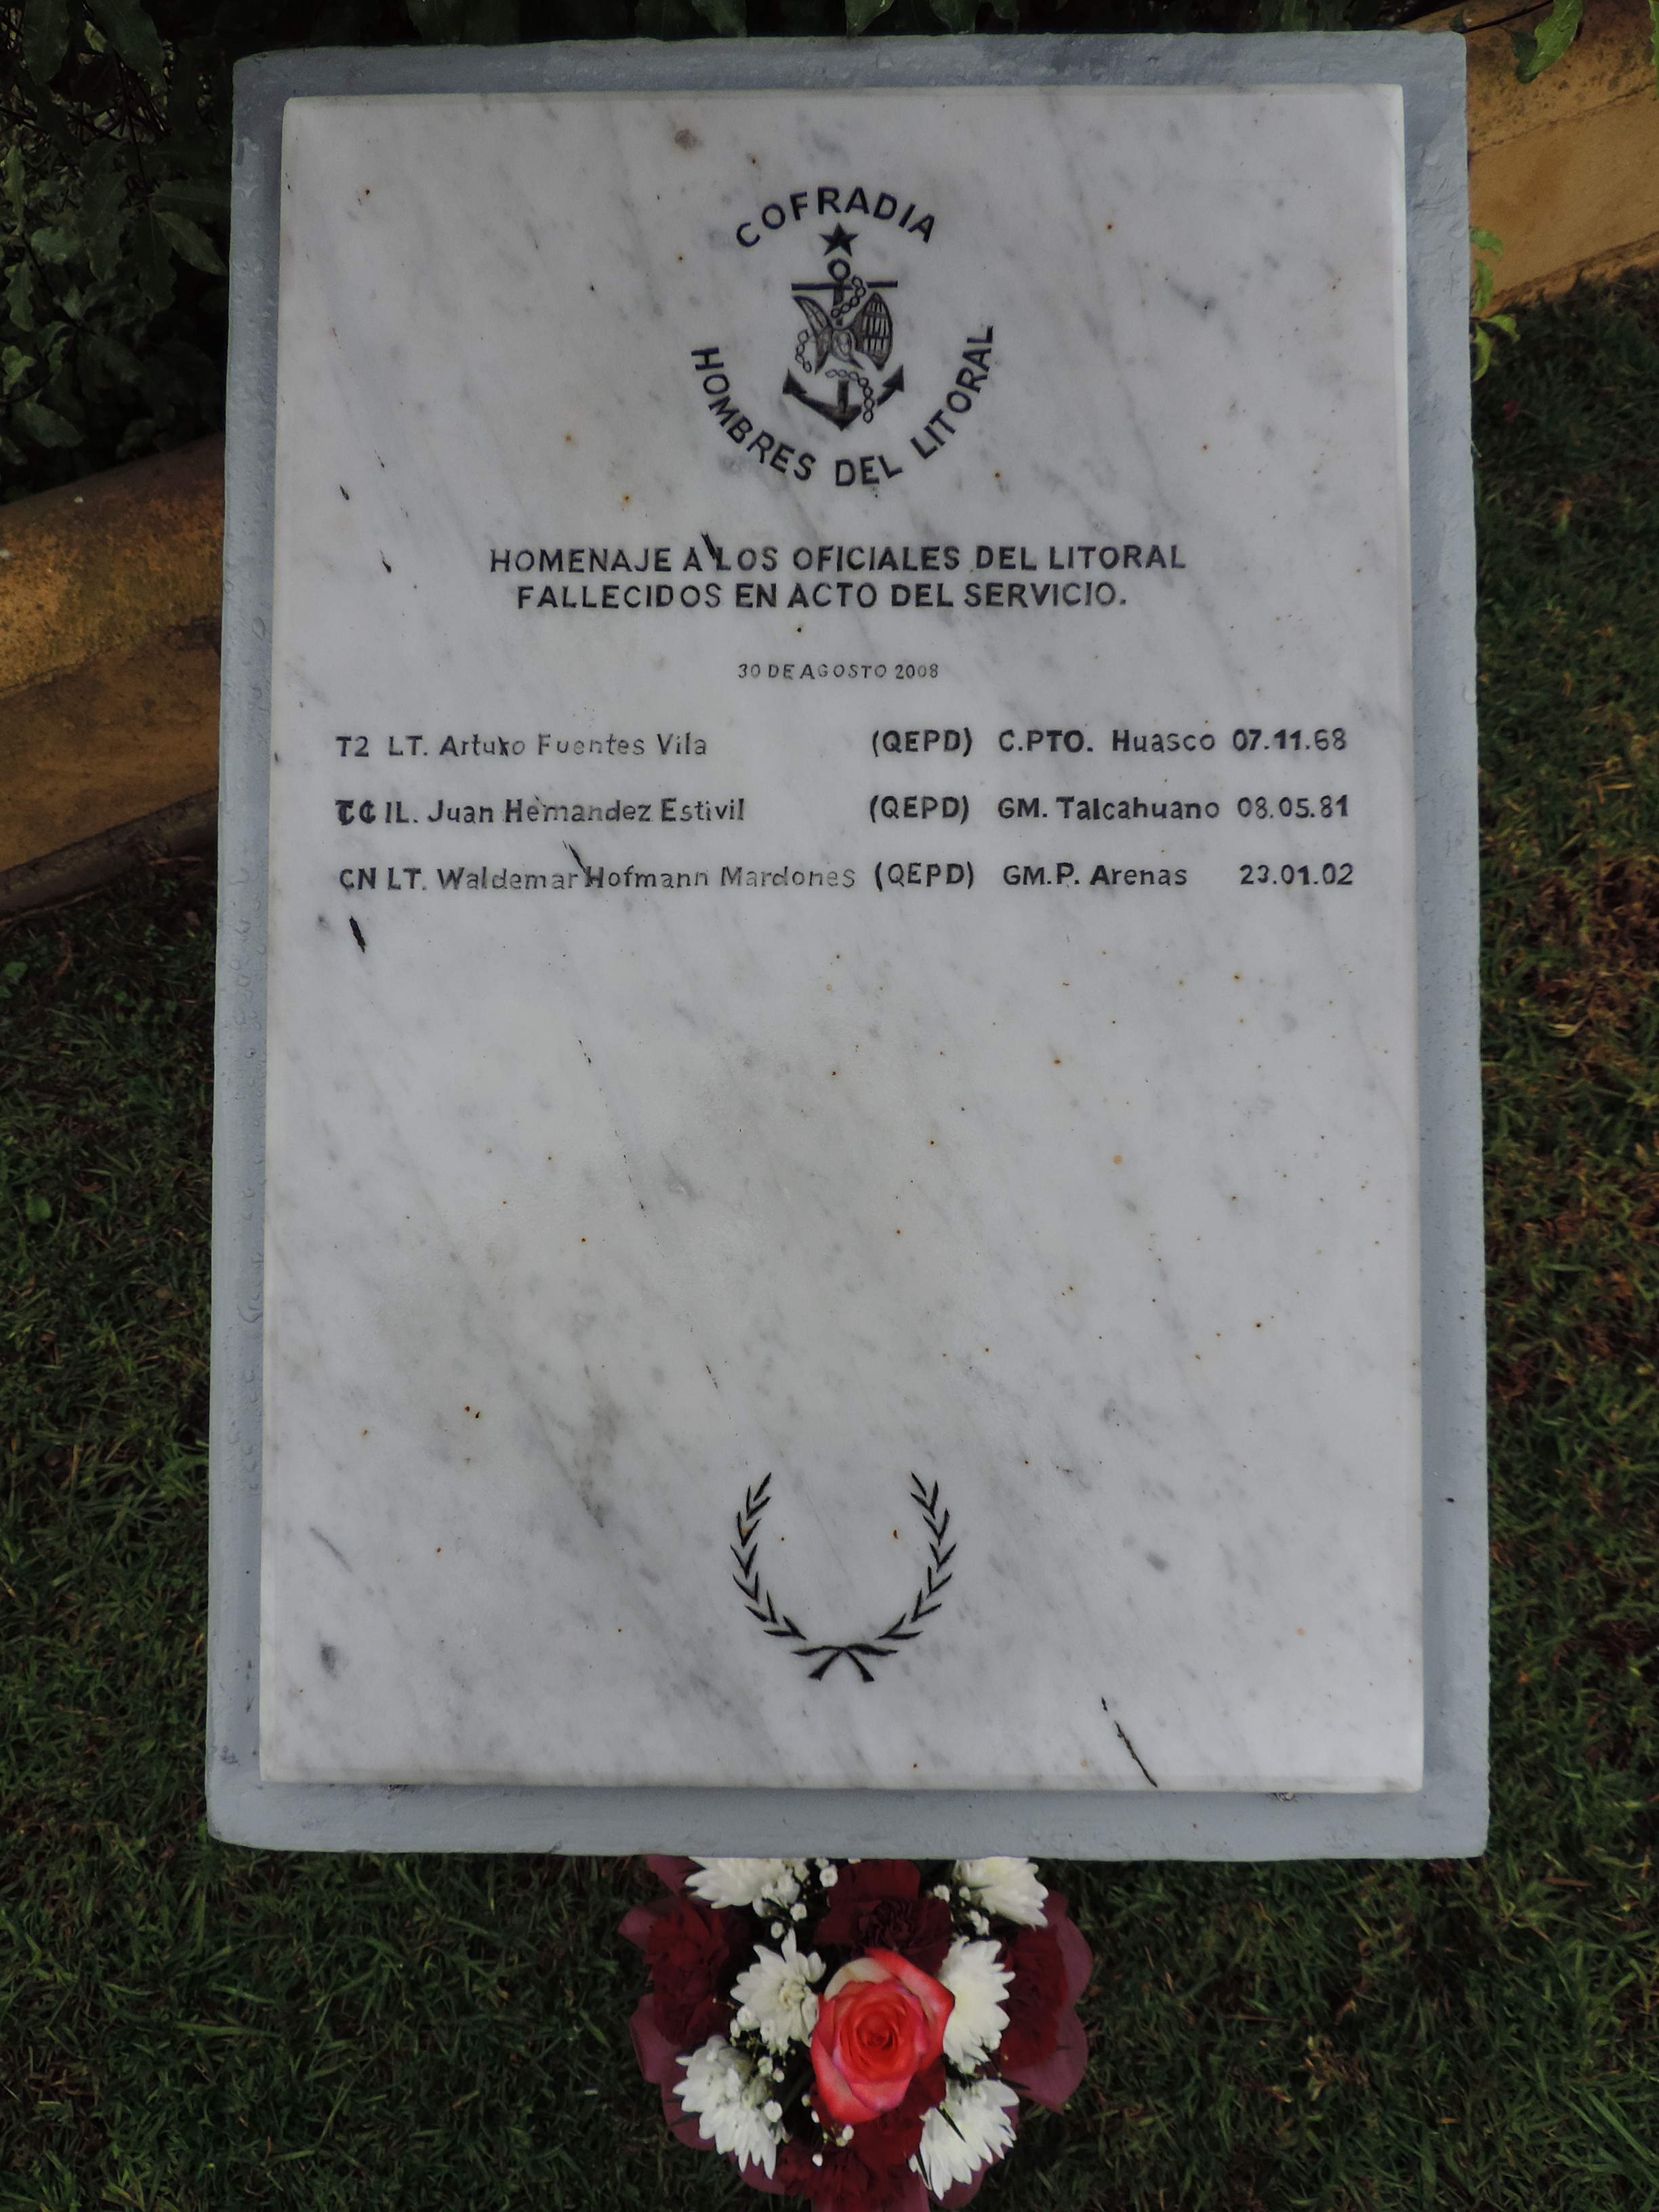 COFRADIA
HOMBRES DEL LITORAL
HOMENAJE A LOS OFICIALES DEL LITORAL
FALLECIDOS EN ACTO DEL SERVICIO.
30 DE AGOSTO 2008
T2 LT. Arturo Fuentes Vila (QEPD) C.PTO. Huasco 07.11.68
CC IL. Juan Hernandez Estivil (QEPD) GM. Talcahuano 08.05.81
CN LT. Waldemar Hofmann Mardones (QEPD) GM.P. Arenas 23.01.02